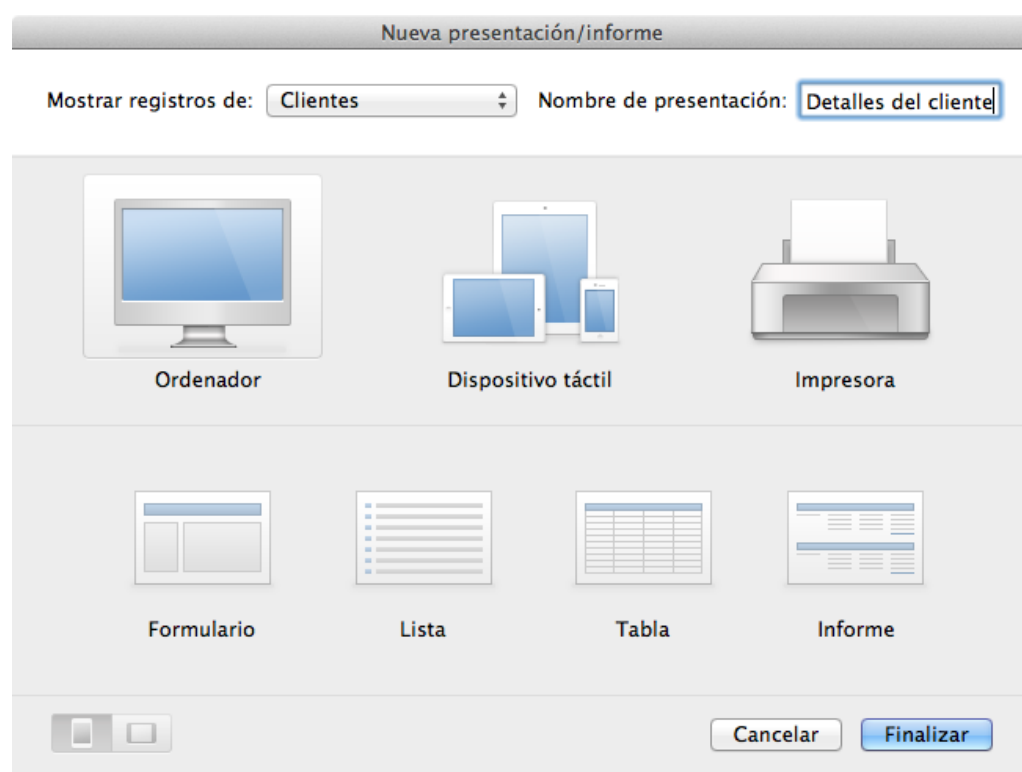 Nueva presentación/informe
Mostrar registros de: Clientes Nombre de presentación: Detalles del cliente
Ordenador Dispositivo táctil Impresora
Formulario Lista Tabla Informe
Cancelar Finalizar